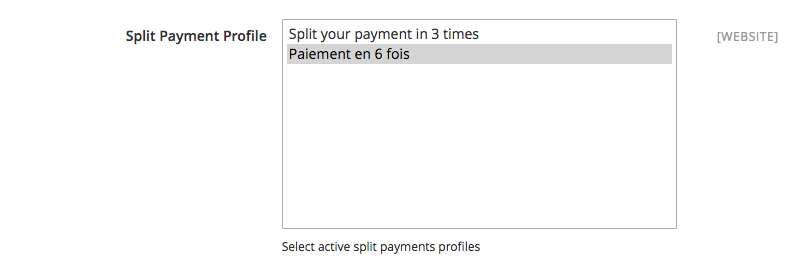 Split Payment Profile
Split your payment in 3 times
Paiement en 6 fois
[WEBSITE]
Select active split payments profiles